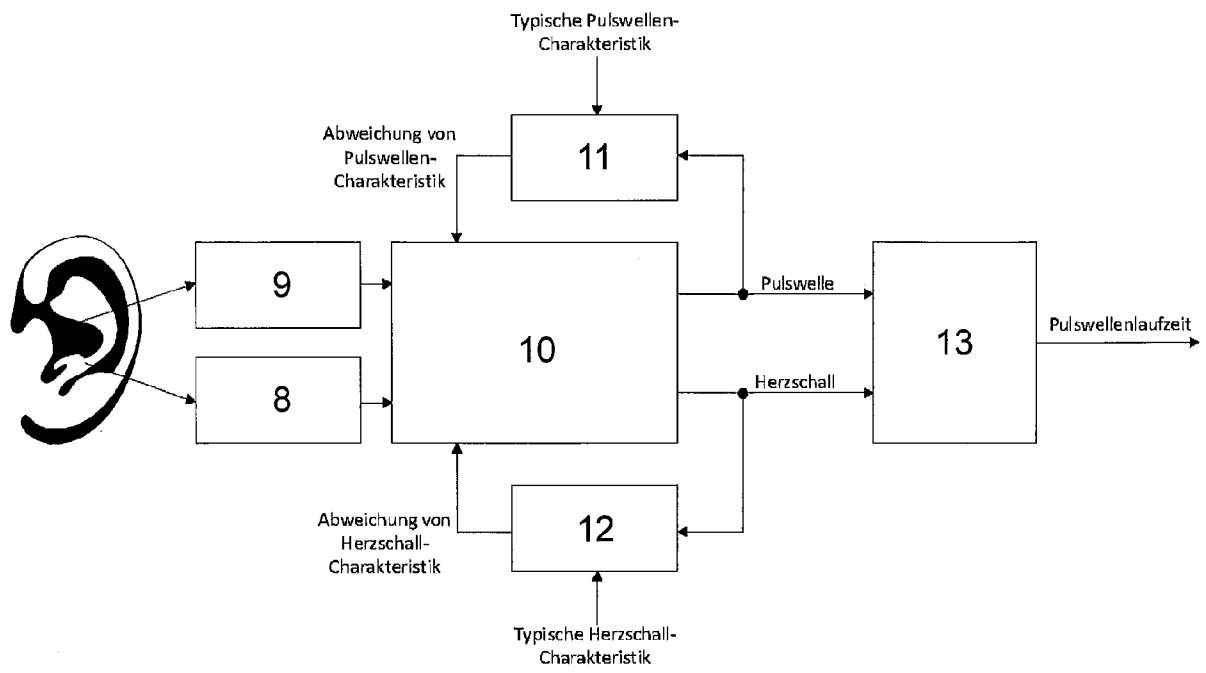 Typische Pulswellen-
Charakteristik
Abweichung von
Pulswellen-
Charakteristik
11
9
Pulswelle
10
13
Pulswellenlaufzeit
8
Herzschall
Abweichung von
Herzschall-
Charakteristik
12
Typische Herzschall-
Charakteristik